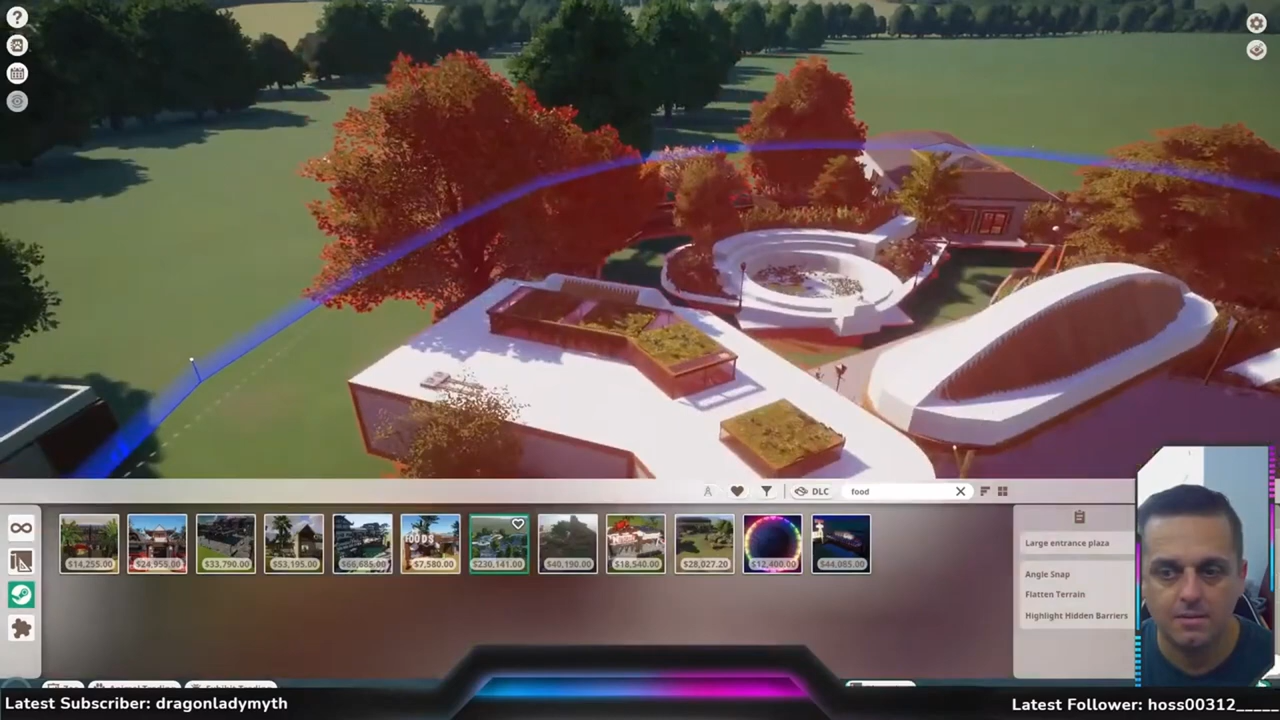 DLC
food
$14,255.00
$24,955.00
$33,790.00
$53,195.00
$66,685.00
$7,580.00
$230,141.00
$40,190.00
$18,540.00
$28,027.20
$12,400.00
$44,085.00
Large entrance plaza
Angle Snap
Flatten Terrain
Highlight Hidden Barriers
Latest Subscriber: dragonladymyth
Latest Follower: hoss00312_____